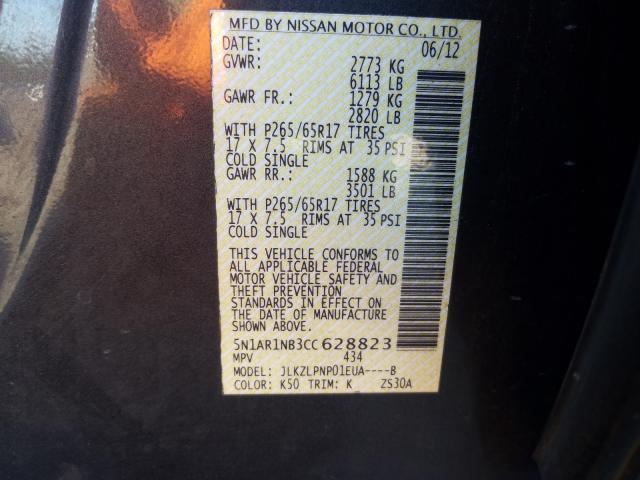 MFD BY NISSAN MOTOR CO., LTD.
DATE: 06/12
GVWR: 2773 KG
6113 LB
GAWR FR.: 1279 KG
2820 LB
WITH P265/65R17 TIRES
17 X 7.5 RIMS AT 35 PSI
COLD SINGLE
GAWR RR.: 1588 KG
3501 LB
WITH P265/65R17 TIRES
17 X 7.5 RIMS AT 35 PSI
COLD SINGLE
THIS VEHICLE CONFORMS TO
ALL APPLICABLE FEDERAL
MOTOR VEHICLE SAFETY AND
THEFT PREVENTION
STANDARDS IN EFFECT ON
THE DATE OF MANUFACTURE
SHOWN ABOVE.
5N1AR1NB3CC628823
MPV 434
MODEL: JLKZLPNP01EUA----B
COLOR: K50 TRIM: K ZS30A